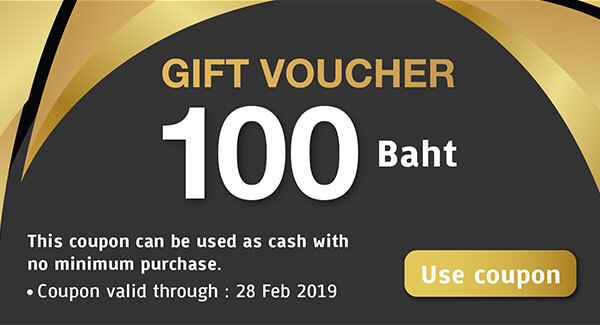 GIFT VOUCHER
100 Baht
This coupon can be used as cash with
no minimum purchase.
• Coupon valid through : 28 Feb 2019
Use coupon